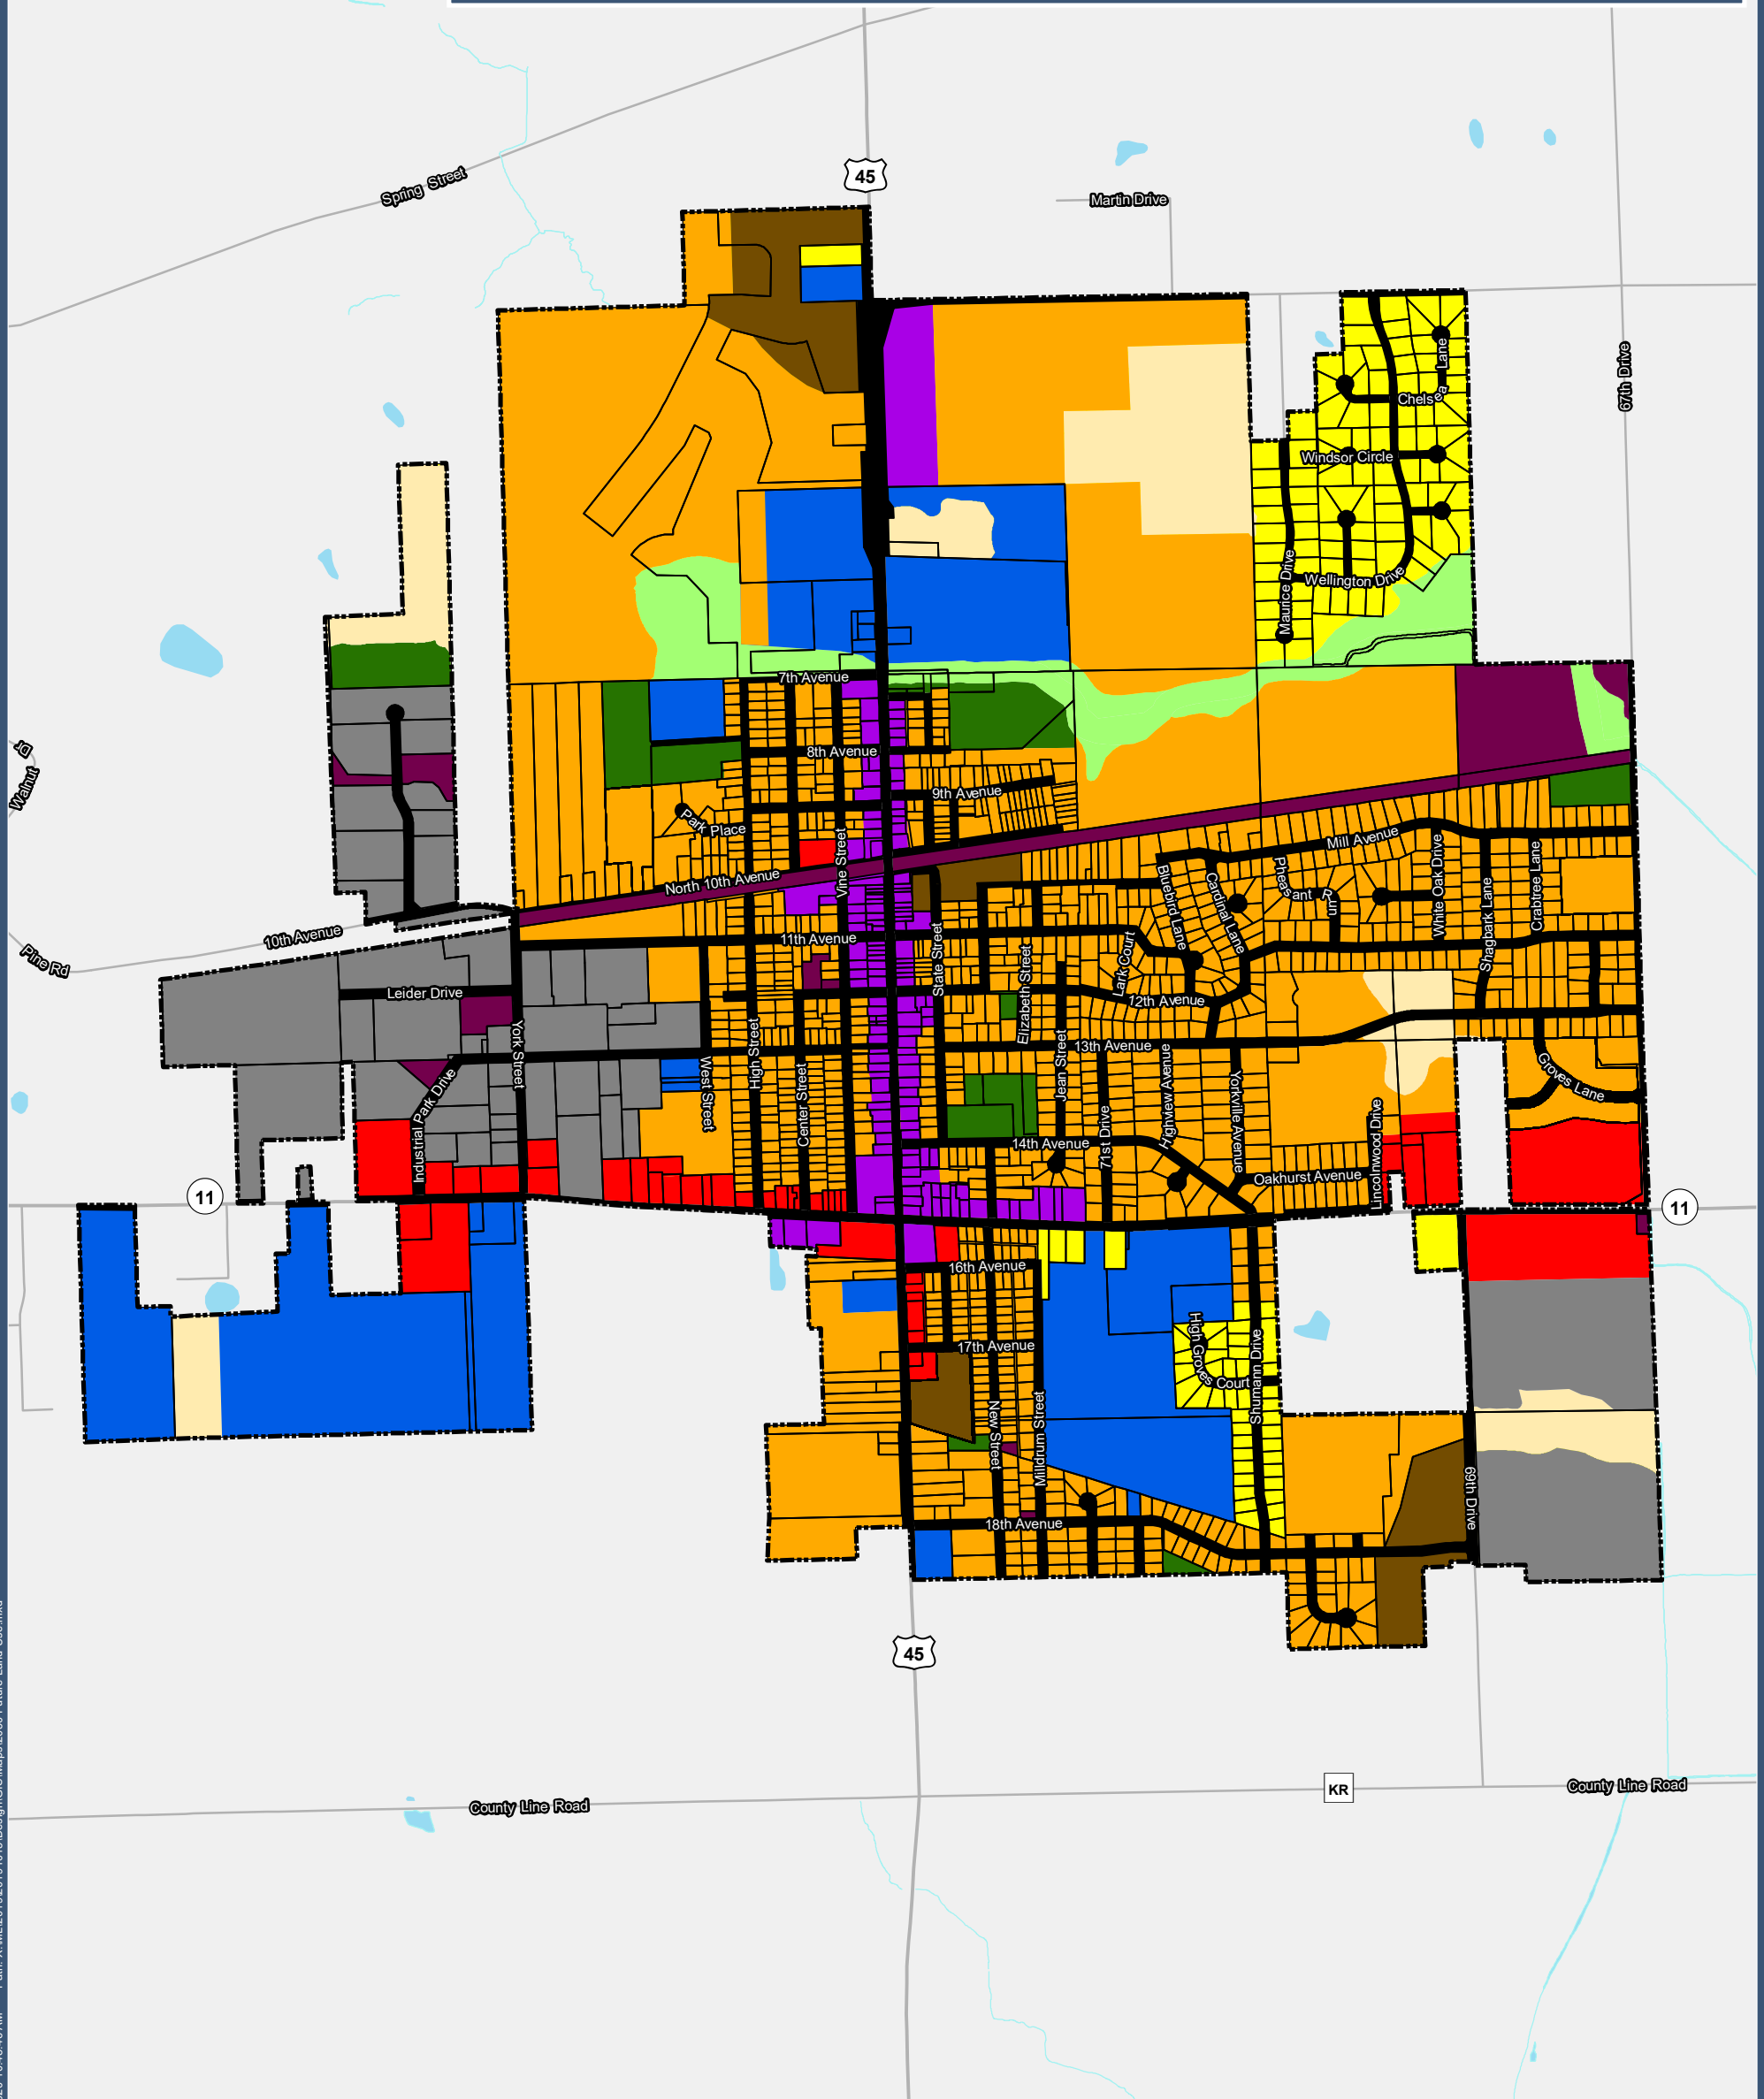 45
Spring Street
Martin Drive
67th Drive
Chelsea Lane
Windsor Circle
Wellington Drive
Maurice Drive
7th Avenue
8th Avenue
9th Avenue
Park Place
Vine Street
North 10th Avenue
Mill Avenue
Bluebird Lane
Cardinal Lane
Pheasant Run
White Oak Drive
Crabtree Lane
Shagbark Lane
Walnut Dr
Pine Rd
10th Avenue
11th Avenue
State Street
Elizabeth Street
Lark Court
12th Avenue
Leider Drive
York Street
13th Avenue
High Street
West Street
Center Street
Jean Street
71st Drive
Highview Avenue
Yorkville Avenue
Groves Lane
Industrial Park Drive
14th Avenue
Lincolnwood Drive
Oakhurst Avenue
11
11
16th Avenue
17th Avenue
High Groves Court
Shumann Drive
New Street
Milldrum Street
69th Drive
18th Avenue
45
KR
County Line Road
County Line Road